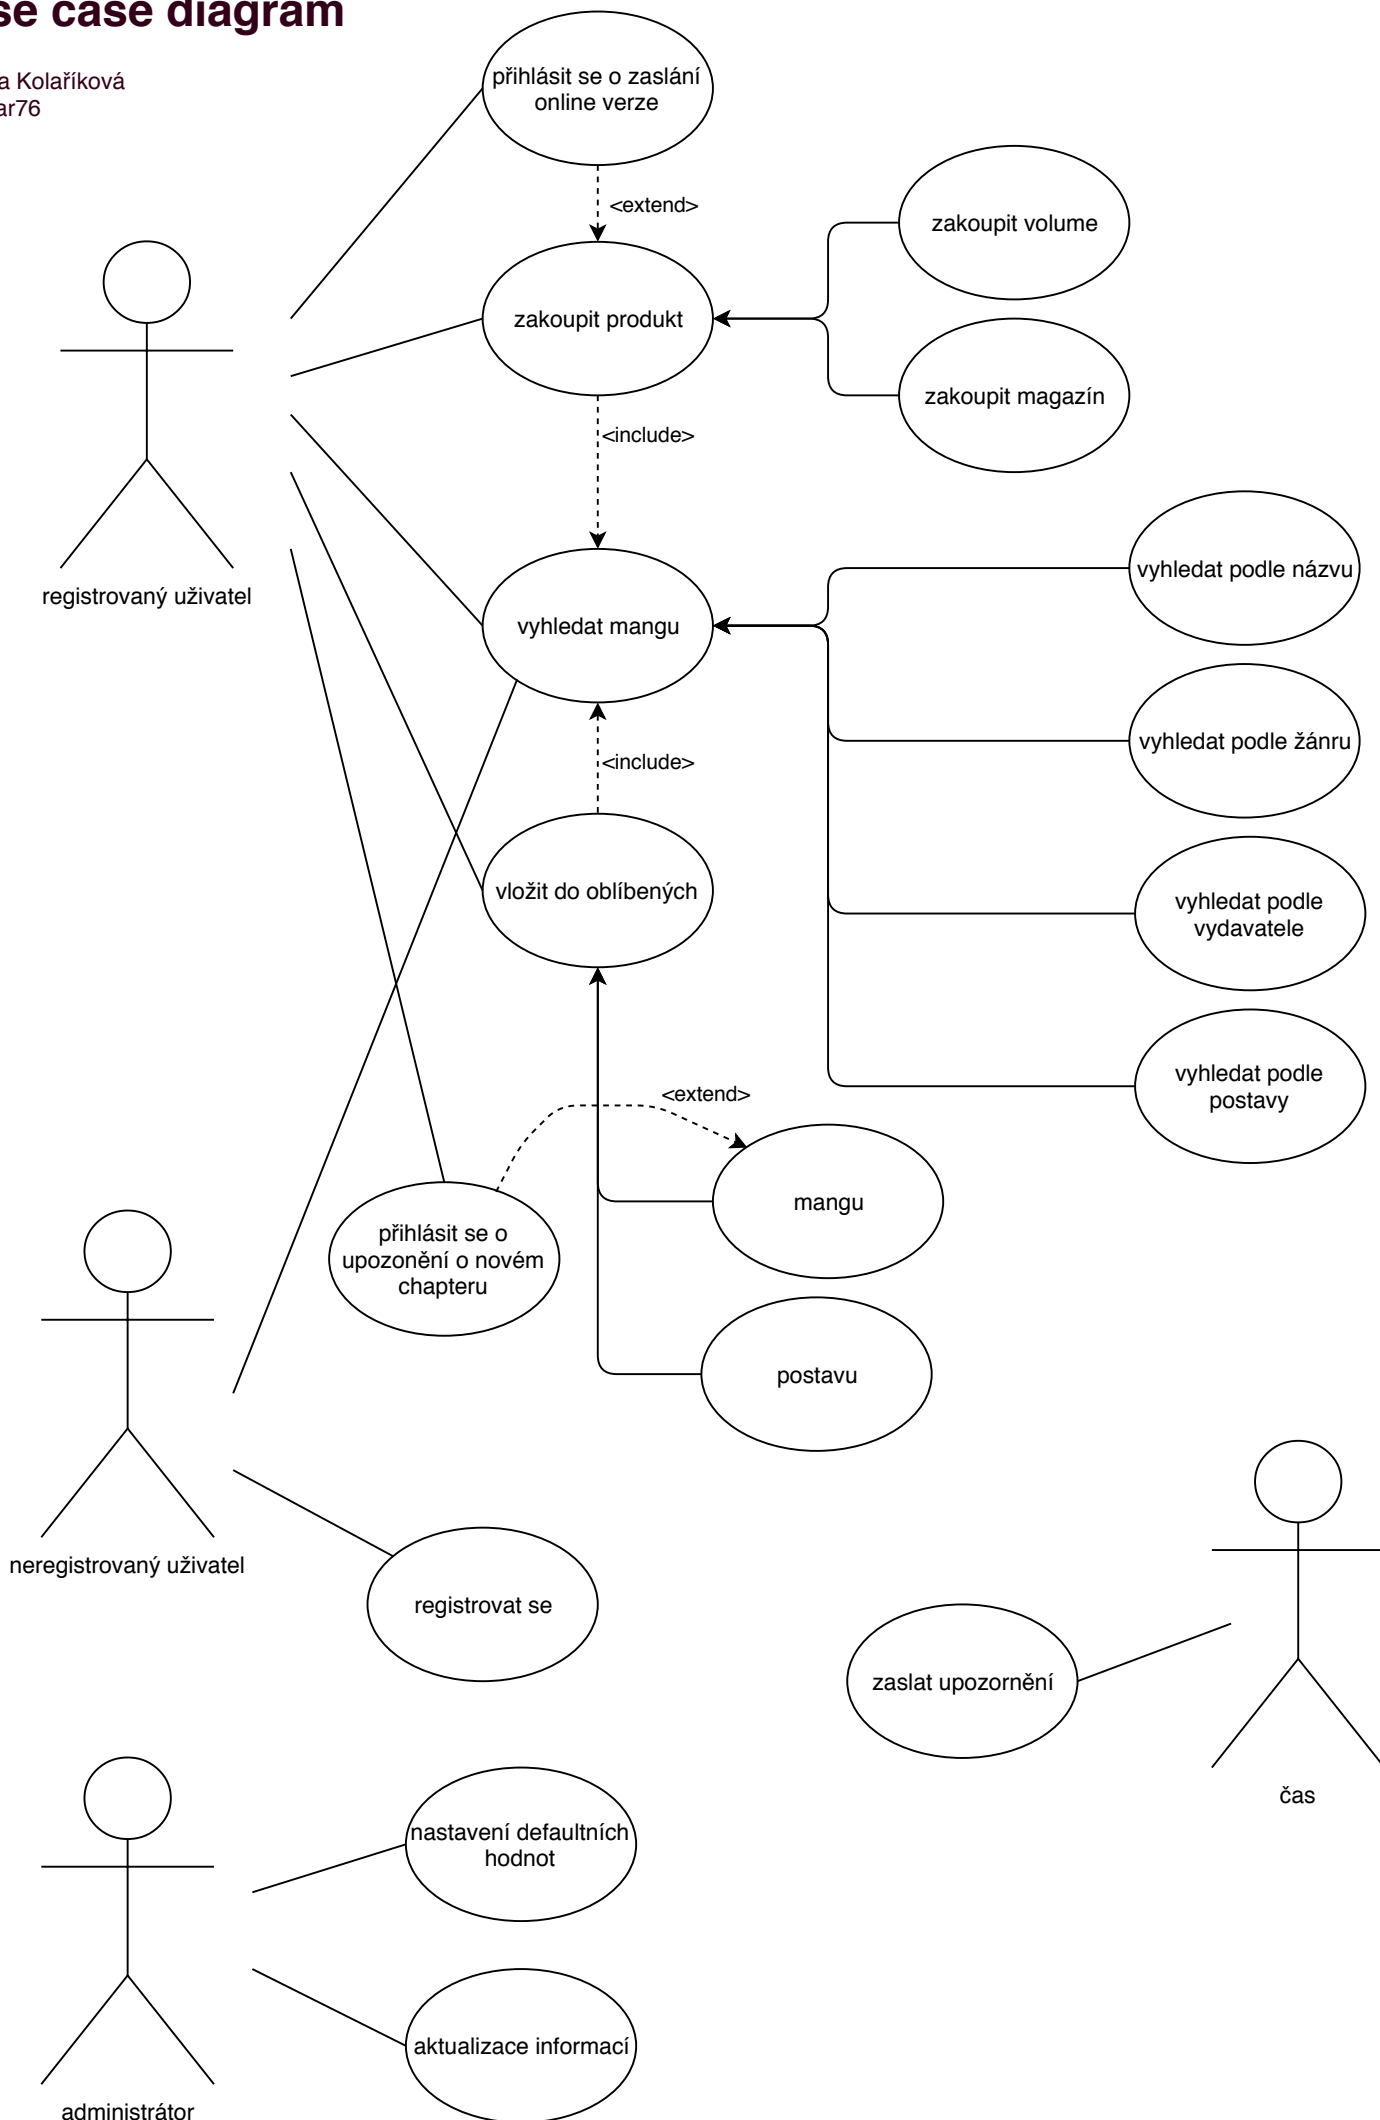 se case diagram
a Kolaříková
ar76
přihlásit se o zaslání
online verze
<extend>
zakoupit volume
zakoupit produkt
zakoupit magazín
<include>
registrovaný uživatel
vyhledat podle názvu
vyhledat mangu
vyhledat podle žánru
<include>
vložit do oblíbených
vyhledat podle
vydavatele
vyhledat podle
postavy
<extend>
mangu
přihlásit se o
upozonění o novém
chapteru
postavu
neregistrovaný uživatel
registrovat se
zaslat upozornění
čas
nastavení defaultních
hodnot
aktualizace informací
administrátor